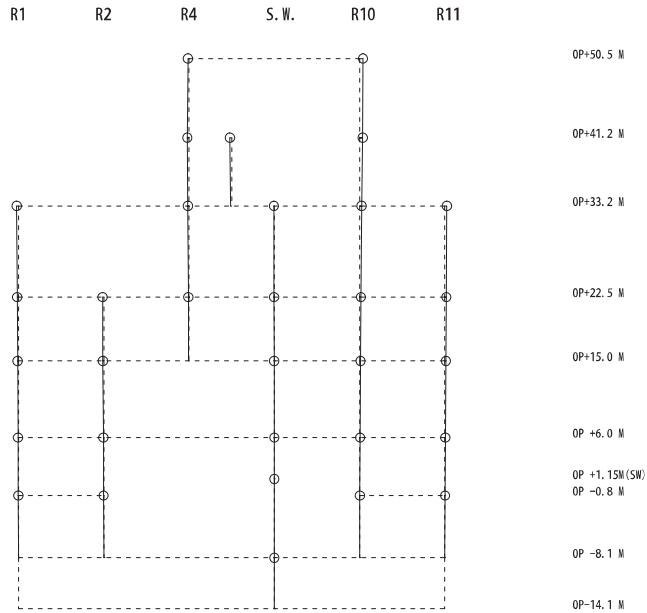 R1 R2 R4 S.W. R10 R11
OP+50.5 M
OP+41.2 M
OP+33.2 M
OP+22.5 M
OP+15.0 M
OP +6.0 M
OP +1.15M(SW)
OP -0.8 M
OP -8.1 M
OP-14.1 M